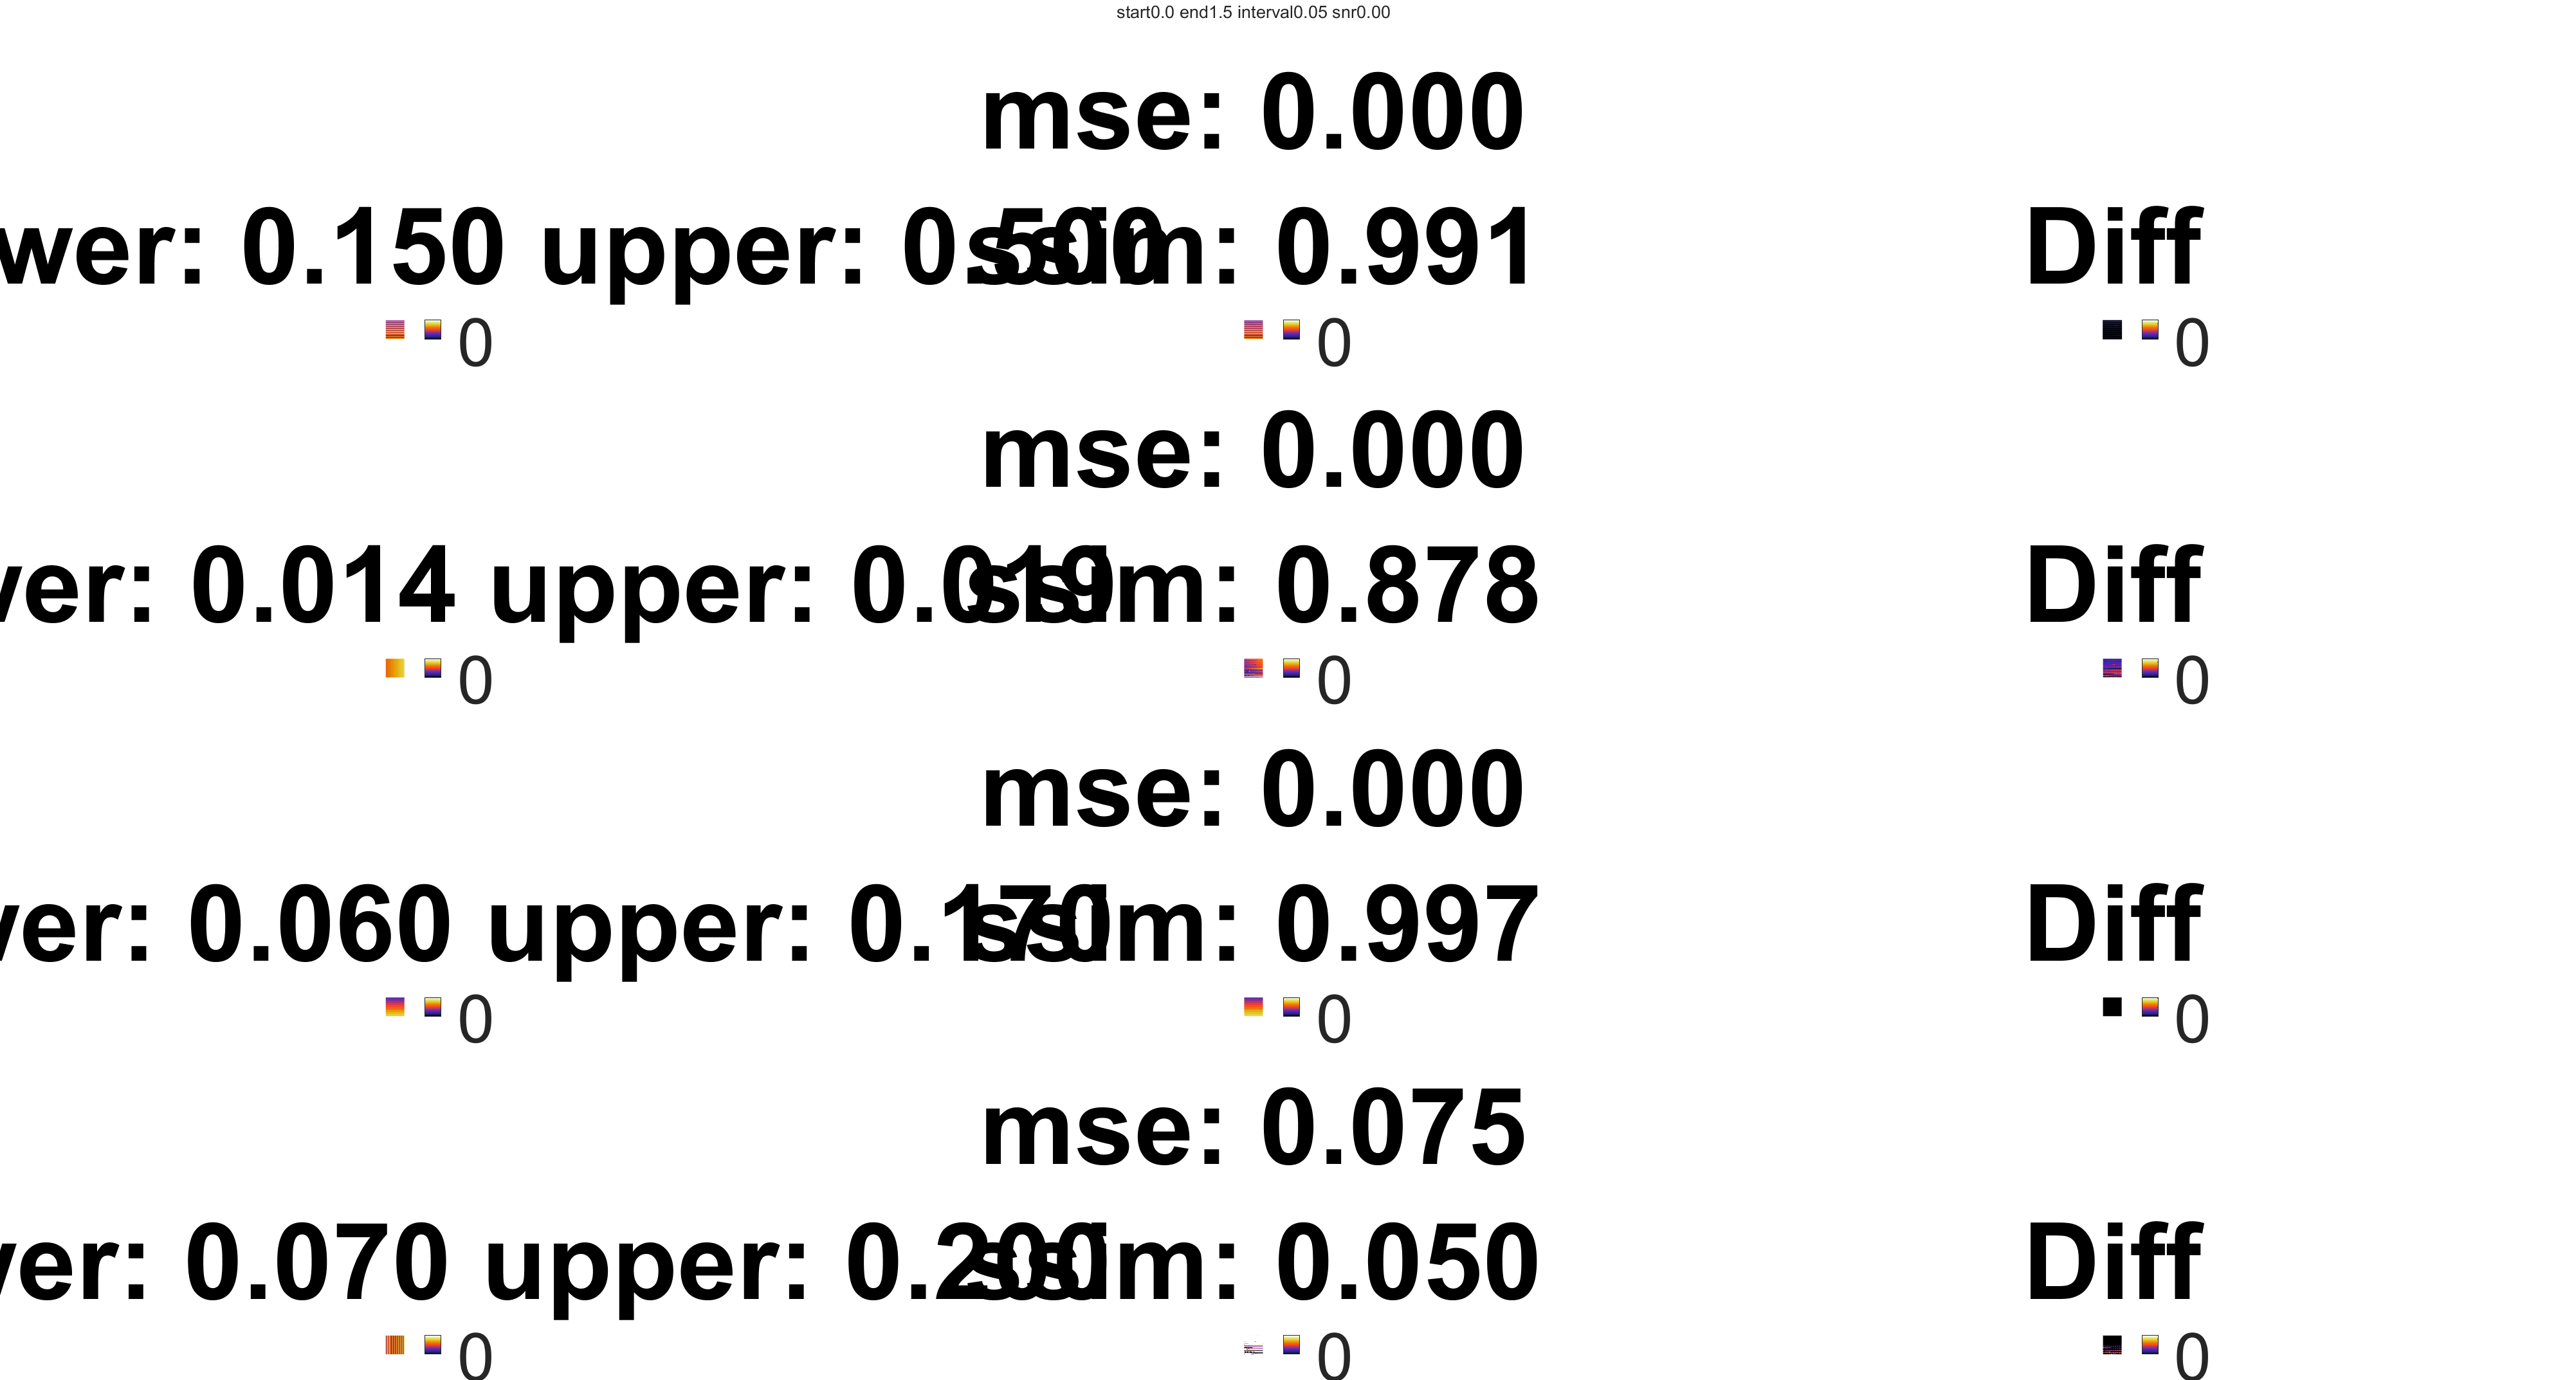 start0.0 end1.5 interval0.05 snr0.00
mse: 0.000
wer: 0.150 upper: 0.500
ssim: 0.991
Diff
0
0
0
mse: 0.000
ver: 0.014 upper: 0.019
ssim: 0.878
Diff
0
0
0
mse: 0.000
ver: 0.060 upper: 0.170
ssim: 0.997
Diff
0
0
0
mse: 0.075
ver: 0.070 upper: 0.200
ssim: 0.050
Diff
0
0
0